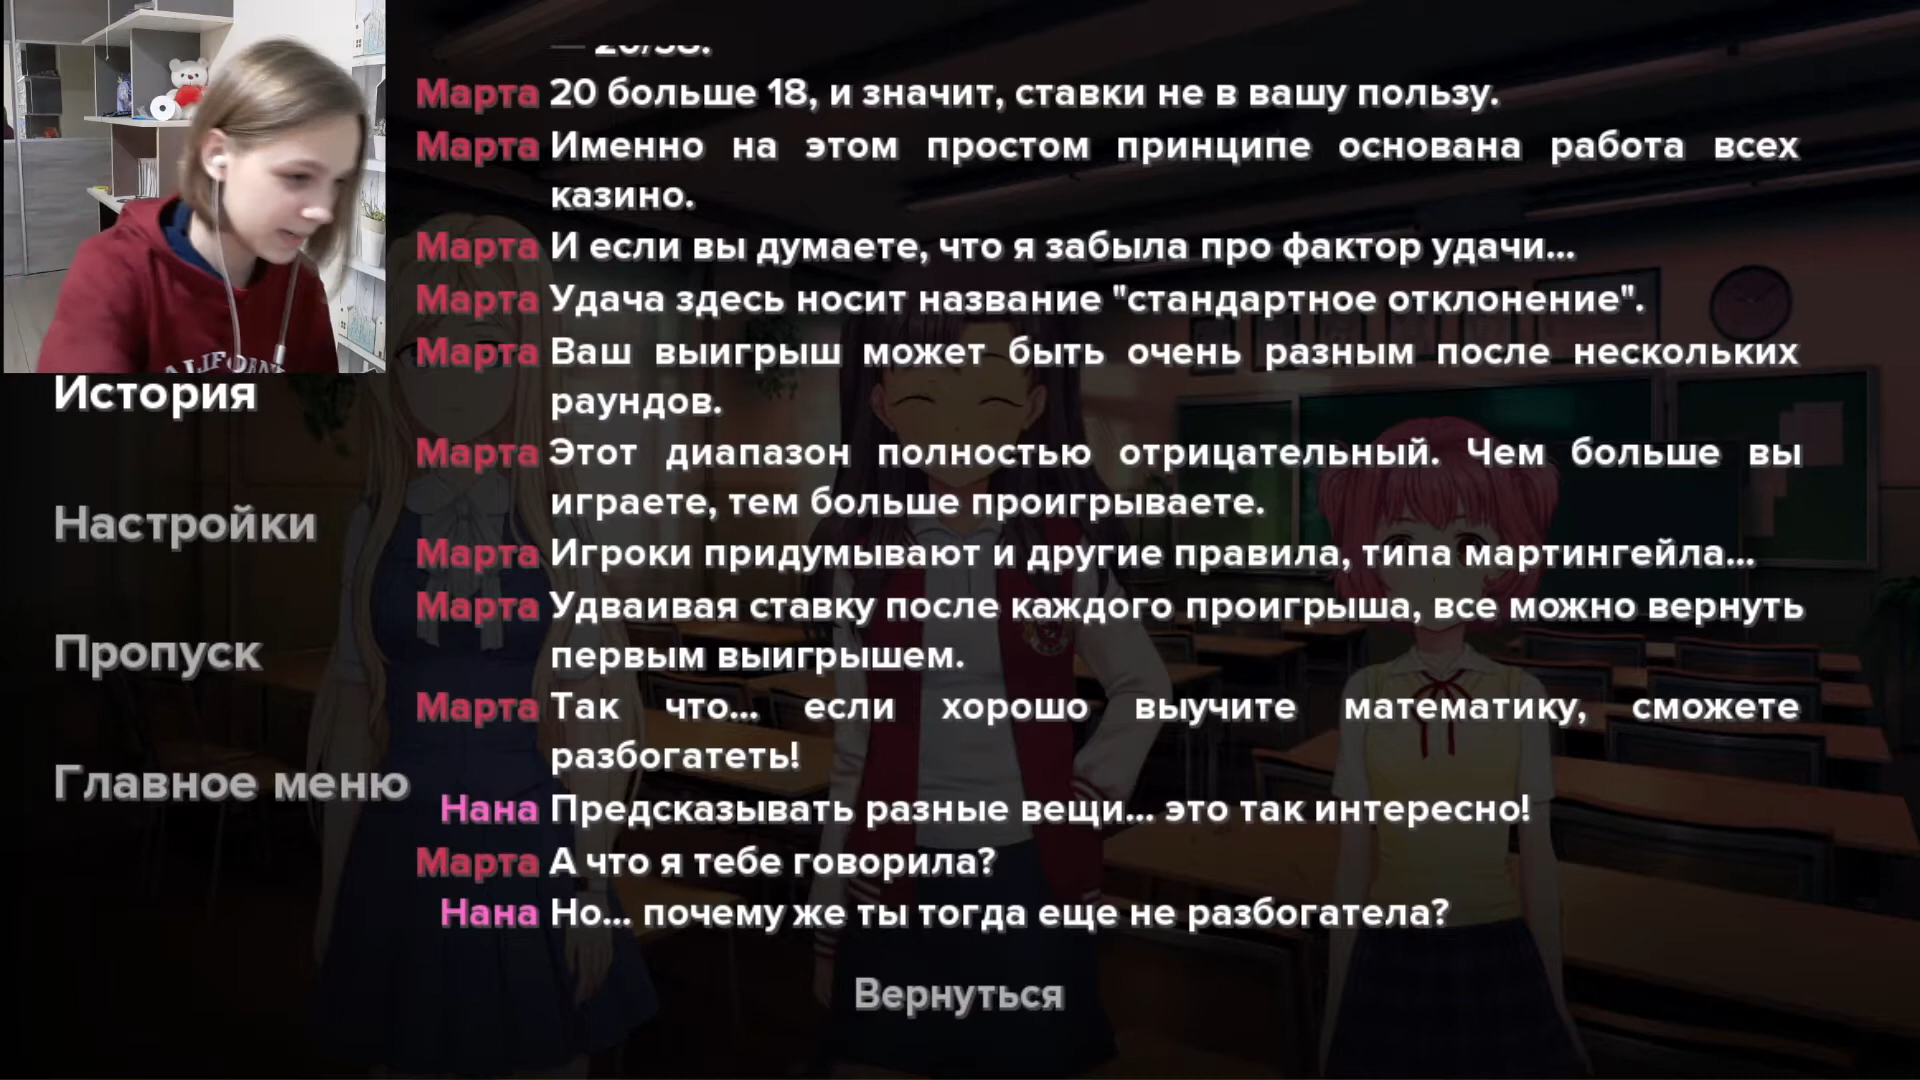 — 20/38.
Марта 20 больше 18, и значит, ставки не в вашу пользу.
Марта Именно на этом простом принципе основана работа всех
казино.
Марта И если вы думаете, что я забыла про фактор удачи...
Марта Удача здесь носит название "стандартное отклонение".
Марта Ваш выигрыш может быть очень разным после нескольких
раундов.
Марта Этот диапазон полностью отрицательный. Чем больше вы
играете, тем больше проигрываете.
Марта Игроки придумывают и другие правила, типа мартингейла...
Марта Удваивая ставку после каждого проигрыша, все можно вернуть
первым выигрышем.
Марта Так что... если хорошо выучите математику, сможете
разбогатеть!
Нана Предсказывать разные вещи... это так интересно!
Марта А что я тебе говорила?
Нана Но... почему же ты тогда еще не разбогатела?
История
Настройки
Пропуск
Главное меню
Вернуться